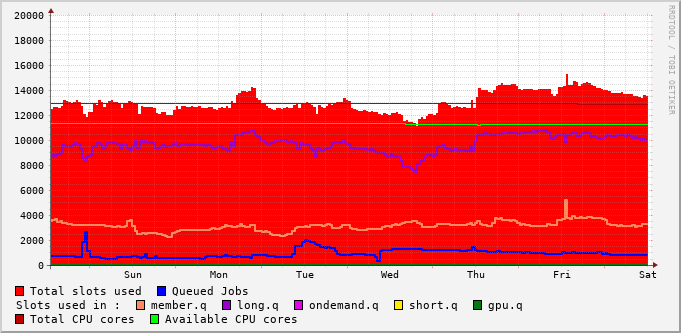 20000
18000
16000
14000
12000
10000
8000
6000
4000
2000
0
Sun Mon Tue Wed Thu Fri Sat
RRDTOOL / TOBI OETIKER
Total slots used Queued Jobs
Slots used in : member.q long.q ondemand.q short.q gpu.q
Total CPU cores Available CPU cores